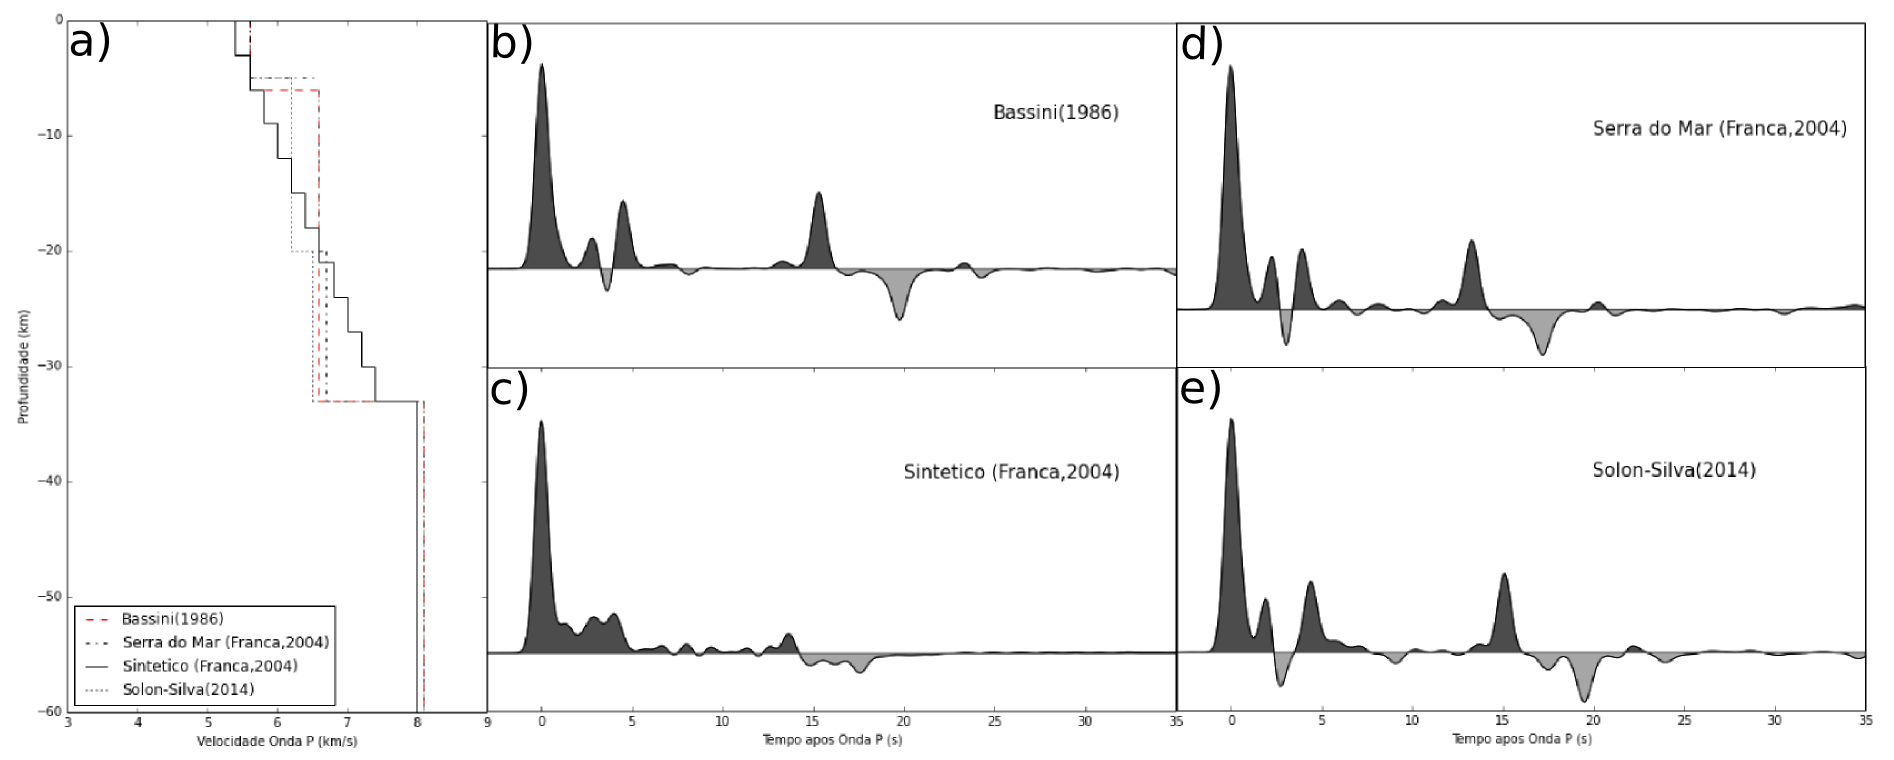 a)
0
−10
−20
−30
−40
−50
−60
Profundidade (km)
Bassini(1986)
Serra do Mar (Franca,2004)
Sintetico (Franca,2004)
Solon-Silva(2014)
3 4 5 6 7 8 9
Velocidade Onda P (km/s)
b)
Bassini(1986)
c)
Sintetico (Franca,2004)
0 5 10 15 20 25 30 35
Tempo apos Onda P (s)
d)
Serra do Mar (Franca,2004)
e)
Solon-Silva(2014)
0 5 10 15 20 25 30 35
Tempo apos Onda P (s)